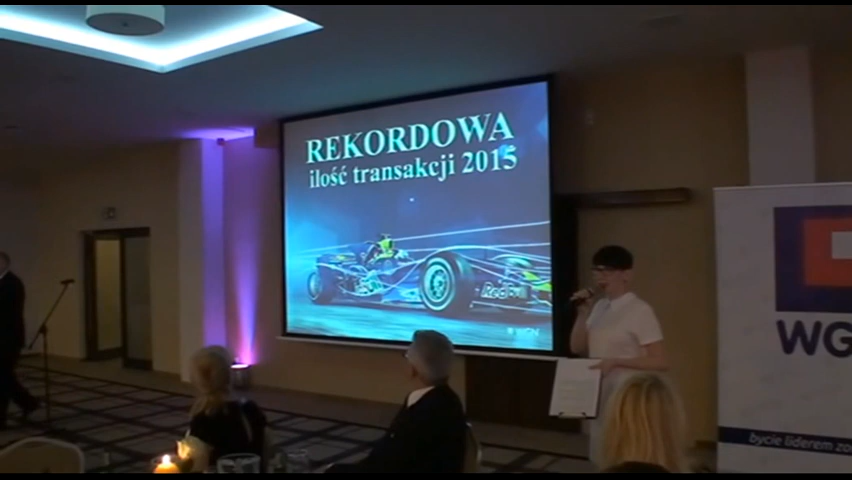 REKORDOWA
ilość transakcji 2015
Red Bull
WGN
WG
bycie liderem zo